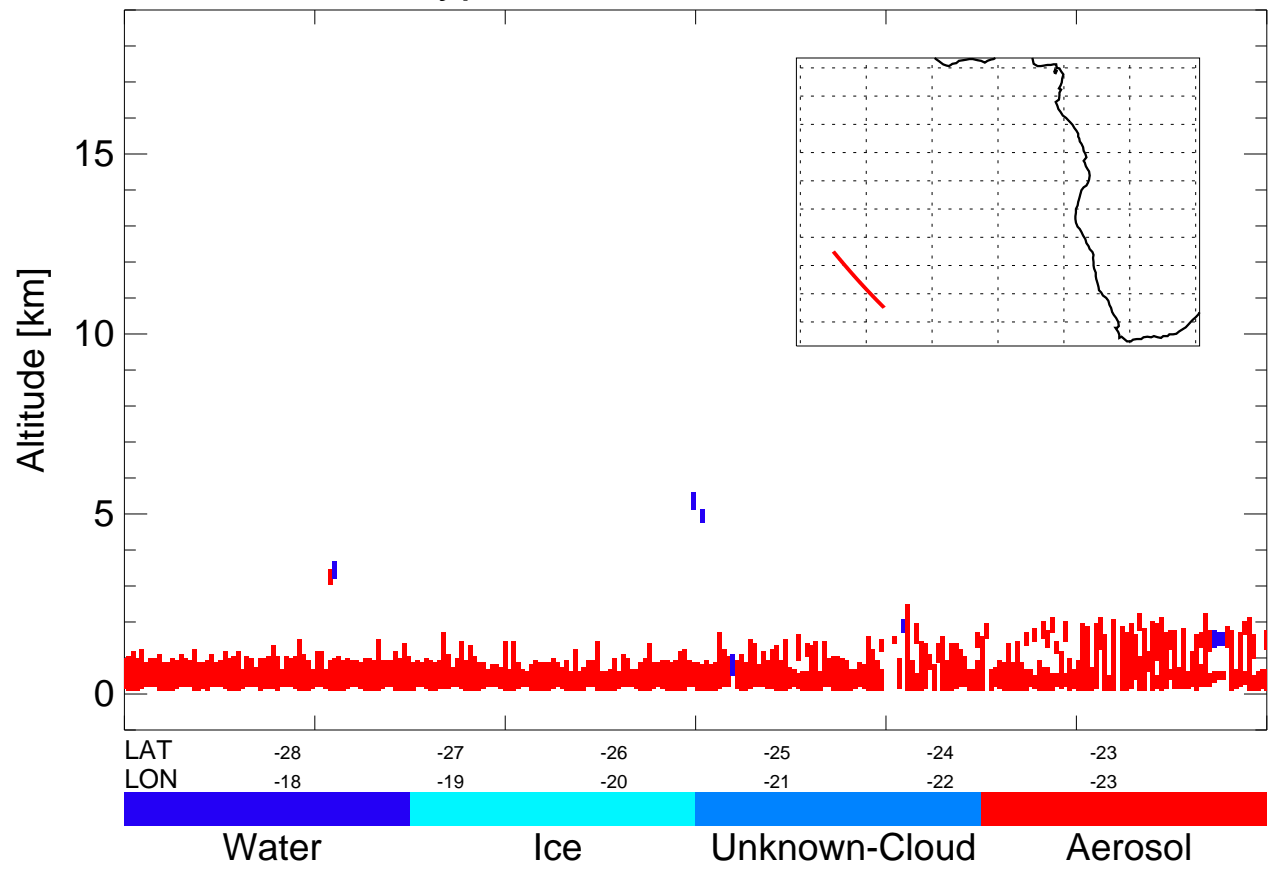 15
10
5
0
Altitude [km]
LAT -28 -27 -26 -25 -24 -23
LON -18 -19 -20 -21 -22 -23
Water Ice Unknown-Cloud Aerosol